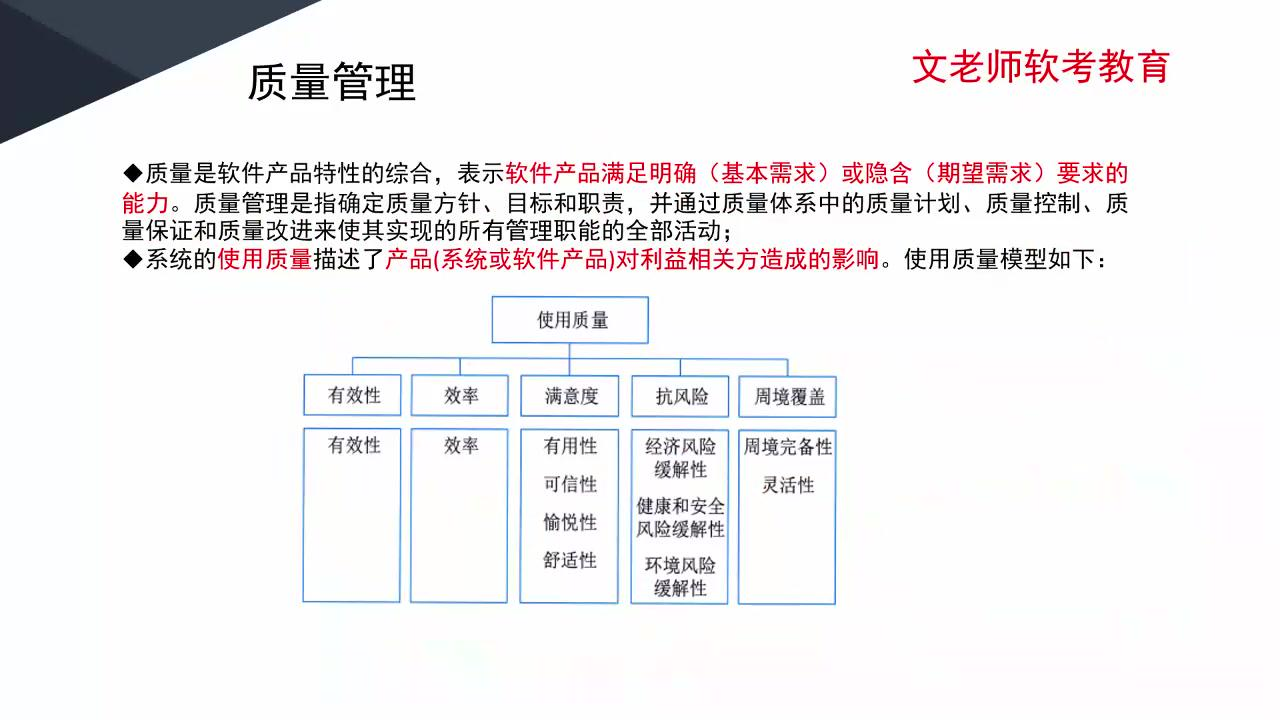 质量管理
文老师软考教育
◆质量是软件产品特性的综合，表示软件产品满足明确（基本需求）或隐含（期望需求）要求的
能力。质量管理是指确定质量方针、目标和职责，并通过质量体系中的质量计划、质量控制、质
量保证和质量改进来使其实现的所有管理职能的全部活动；
◆系统的使用质量描述了产品(系统或软件产品)对利益相关方造成的影响。使用质量模型如下：
使用质量
有效性
效率
满意度
抗风险
周境覆盖
有效性
效率
有用性
可信性
愉悦性
舒适性
经济风险
缓解性
健康和安全
风险缓解性
环境风险
缓解性
周境完备性
灵活性